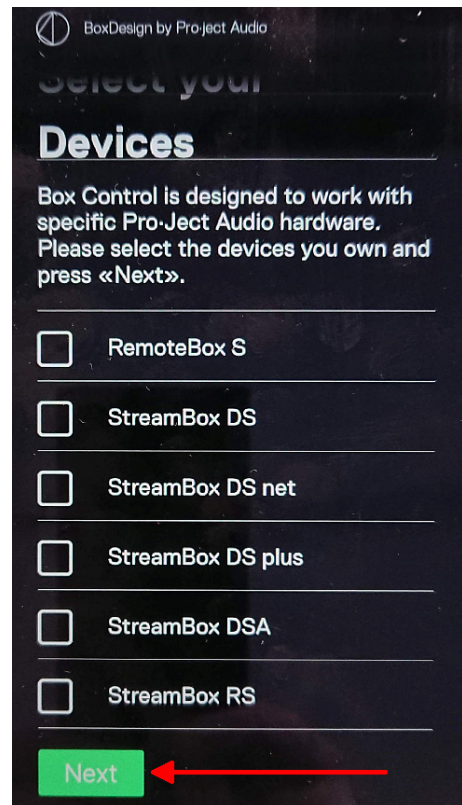 BoxDesign by Pro-Ject Audio
Select your
Devices
Box Control is designed to work with
specific Pro-Ject Audio hardware.
Please select the devices you own and
press «Next».
RemoteBox S
StreamBox DS
StreamBox DS net
StreamBox DS plus
StreamBox DSA
StreamBox RS
Next